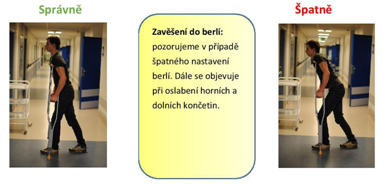 Správně
Špatně
Zavěšení do berlí:
pozorujeme v případě
špatného nastavení
berlí. Dále se objevuje
při oslabení horních a
dolních končetin.